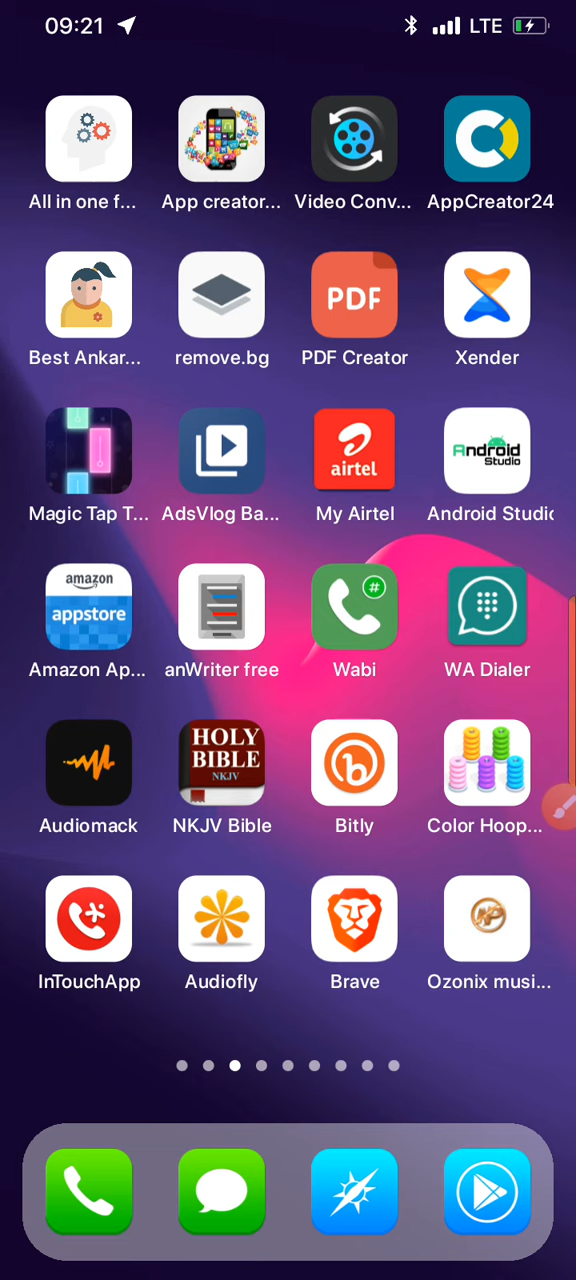 09:21 LTE
All in one f... App creator... Video Conv... AppCreator24
PDF
Best Ankar... remove.bg PDF Creator Xender
airtel Android Studio
Magic Tap T... AdsVlog Ba... My Airtel Android Studio
amazon
appstore
#
Amazon Ap... anWriter free Wabi WA Dialer
HOLY
BIBLE
NKJV
b
Audiomack NKJV Bible Bitly Color Hoop...
InTouchApp Audiofly Brave Ozonix musi...